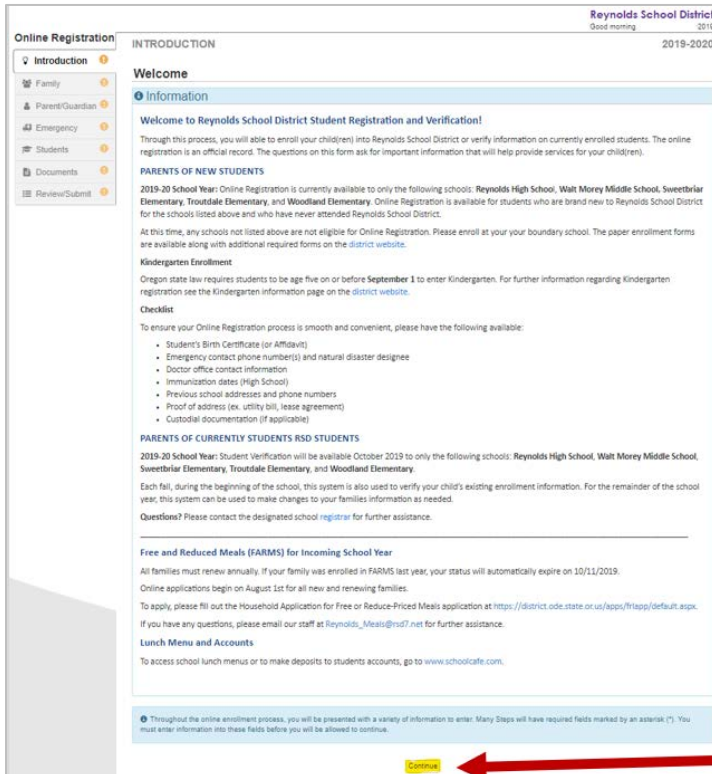 Reynolds School District
Good morning 2019
Online Registration
Introduction
Family
Parent/Guardian
Emergency
Students
Documents
Review/Submit
INTRODUCTION 2019-2020
Welcome
Information
Welcome to Reynolds School District Student Registration and Verification!
Through this process, you will able to enroll your child(ren) into Reynolds School District or verify information on currently enrolled students. The online
registration is an official record. The questions on this form ask for important information that will help provide services for your child(ren).
PARENTS OF NEW STUDENTS
2019-20 School Year: Online Registration is currently available to only the following schools: Reynolds High School, Walt Morey Middle School, Sweetbriar
Elementary, Troutdale Elementary, and Woodland Elementary. Online Registration is available for students who are brand new to Reynolds School District
for the schools listed above and who have never attended Reynolds School District.
At this time, any schools not listed above are not eligible for Online Registration. Please enroll at your your boundary school. The paper enrollment forms
are available along with additional required forms on the district website.
Kindergarten Enrollment
Oregon state law requires students to be age five on or before September 1 to enter Kindergarten. For further information regarding Kindergarten
registration see the Kindergarten information page on the district website.
Checklist
To ensure your Online Registration process is smooth and convenient, please have the following available:
• Student's Birth Certificate (or Affidavit)
• Emergency contact phone number(s) and natural disaster designee
• Doctor office contact information
• Immunization dates (High School)
• Previous school addresses and phone numbers
• Proof of address (ex. utility bill, lease agreement)
• Custodial documentation (if applicable)
PARENTS OF CURRENTLY STUDENTS RSD STUDENTS
2019-20 School Year: Student Verification will be available October 2019 to only the following schools: Reynolds High School, Walt Morey Middle School,
Sweetbriar Elementary, Troutdale Elementary, and Woodland Elementary.
Each fall, during the beginning of the school, this system is also used to verify your child's existing enrollment information. For the remainder of the school
year, this system can be used to make changes to your families information as needed.
Questions? Please contact the designated school registrar for further assistance.
Free and Reduced Meals (FARMS) for Incoming School Year
All families must renew annually. If your family was enrolled in FARMS last year, your status will automatically expire on 10/11/2019.
Online applications begin on August 1st for all new and renewing families.
To apply, please fill out the Household Application for Free or Reduce-Priced Meals application at https://district.ode.state.or.us/apps/frlapp/default.aspx.
If you have any questions, please email our staff at Reynolds_Meals@rsd7.net for further assistance.
Lunch Menu and Accounts
To access school lunch menus or to make deposits to students accounts, go to www.schoolcafe.com.
Throughout the online enrollment process, you will be presented with a variety of information to enter. Many Steps will have required fields marked by an asterisk (*). You
must enter information into these fields before you will be allowed to continue.
Continue